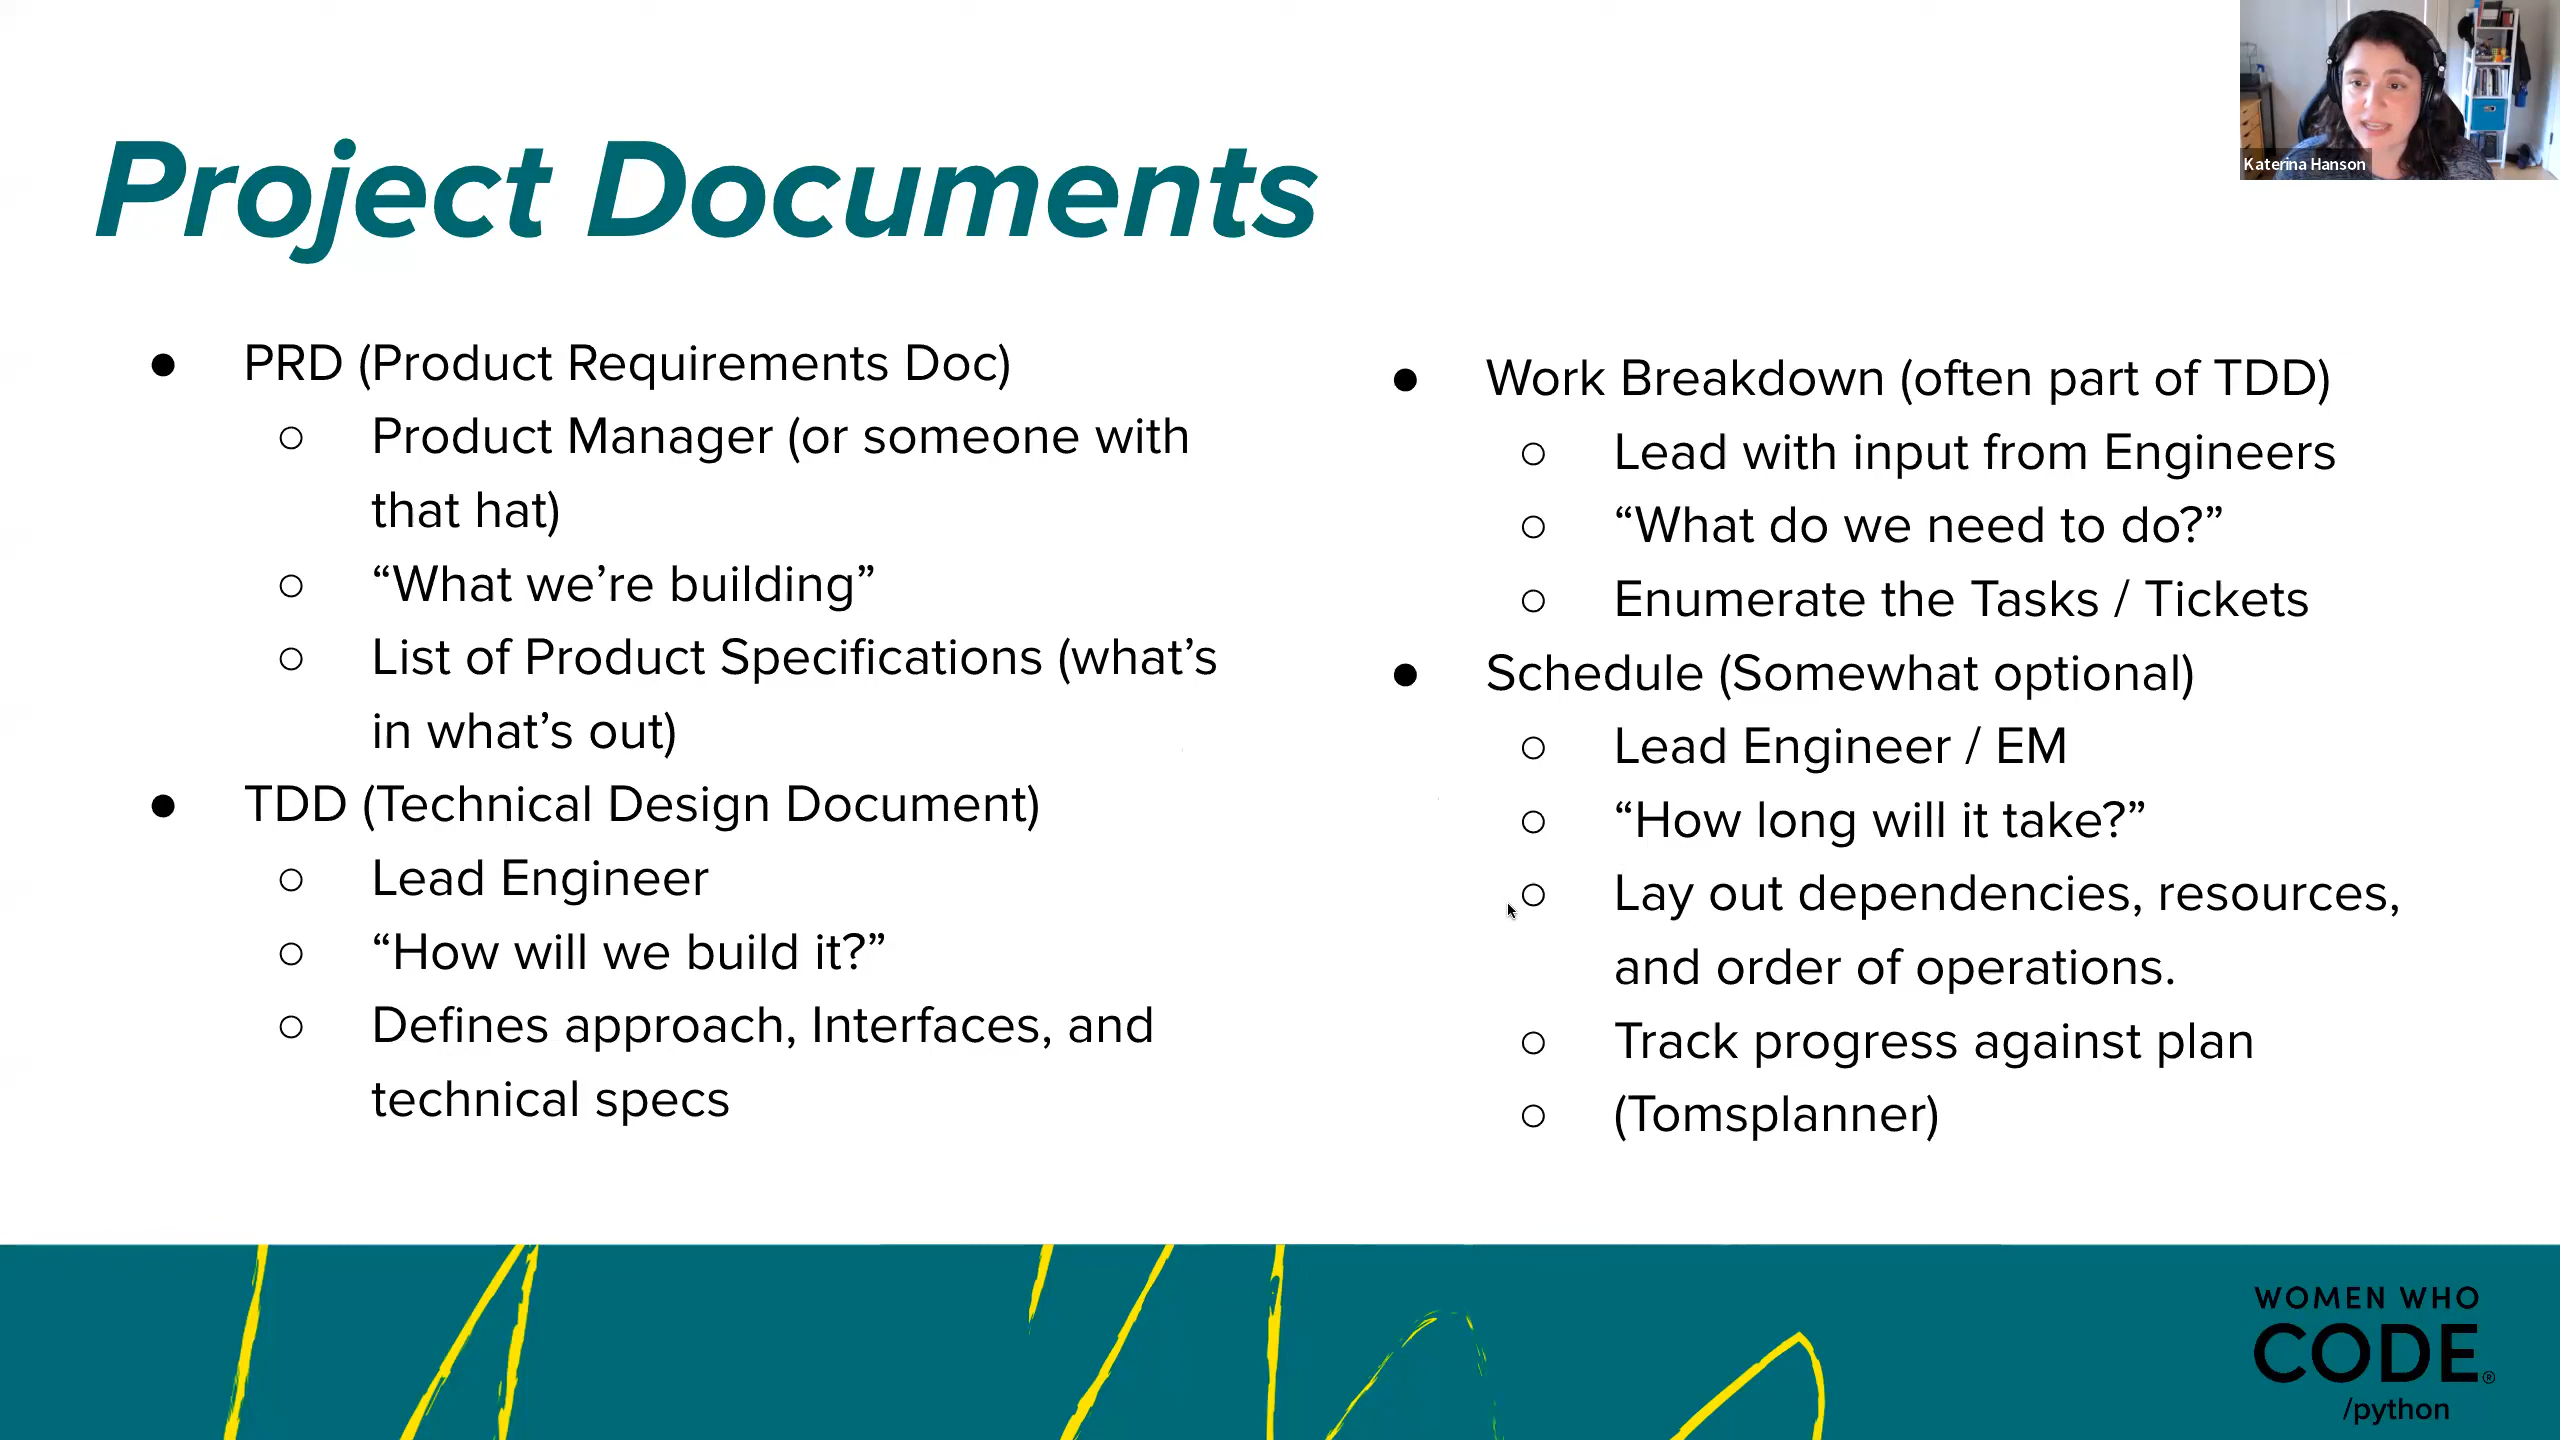 Katerina Hanson
Project Documents
● PRD (Product Requirements Doc)
○ Product Manager (or someone with
that hat)
○ “What we’re building”
○ List of Product Specifications (what’s
in what’s out)
● TDD (Technical Design Document)
○ Lead Engineer
○ “How will we build it?”
○ Defines approach, Interfaces, and
technical specs
● Work Breakdown (often part of TDD)
○ Lead with input from Engineers
○ “What do we need to do?”
○ Enumerate the Tasks / Tickets
● Schedule (Somewhat optional)
○ Lead Engineer / EM
○ “How long will it take?”
○ Lay out dependencies, resources,
and order of operations.
○ Track progress against plan
○ (Tomsplanner)
WOMEN WHO
CODE®
/python